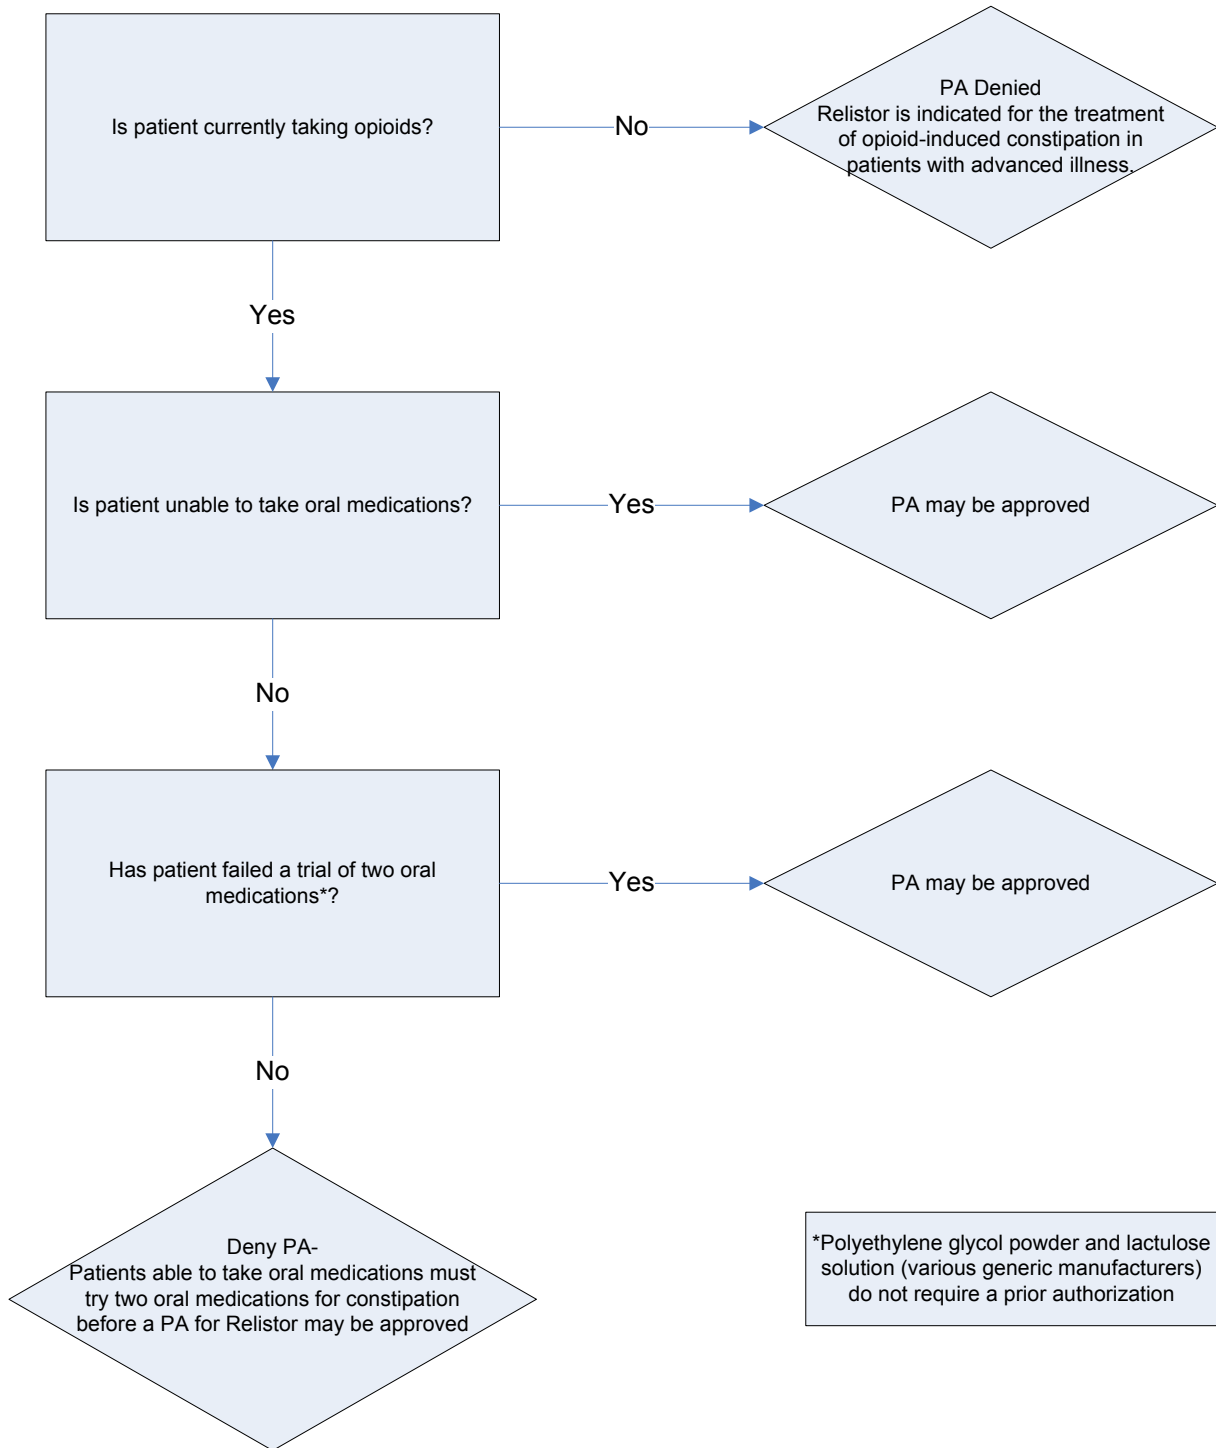 Is patient currently taking opioids?
No
PA Denied
Relistor is indicated for the treatment
of opioid-induced constipation in
patients with advanced illness.
Yes
Is patient unable to take oral medications?
Yes
PA may be approved
No
Has patient failed a trial of two oral
medications*?
Yes
PA may be approved
No
Deny PA-
Patients able to take oral medications must
try two oral medications for constipation
before a PA for Relistor may be approved
*Polyethylene glycol powder and lactulose
solution (various generic manufacturers)
do not require a prior authorization